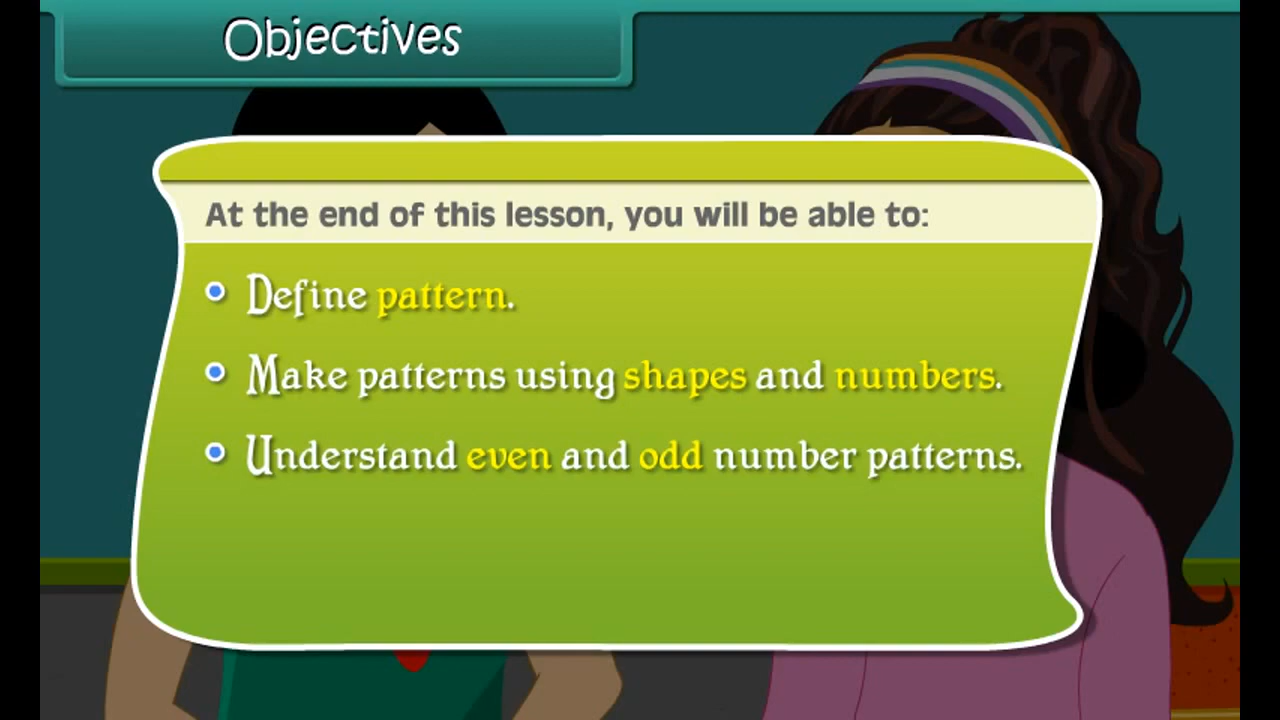 Objectives
At the end of this lesson, you will be able to:
Define pattern.
Make patterns using shapes and numbers.
Understand even and odd number patterns.